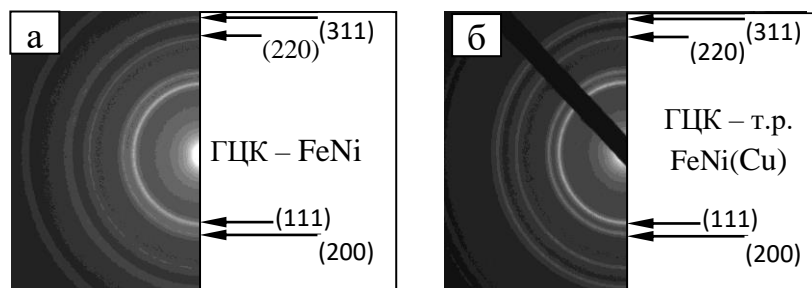 а
(311)
(220)
ГЦК – FeNi
(111)
(200)
б
(311)
(220)
ГЦК – т.р.
FeNi(Cu)
(111)
(200)